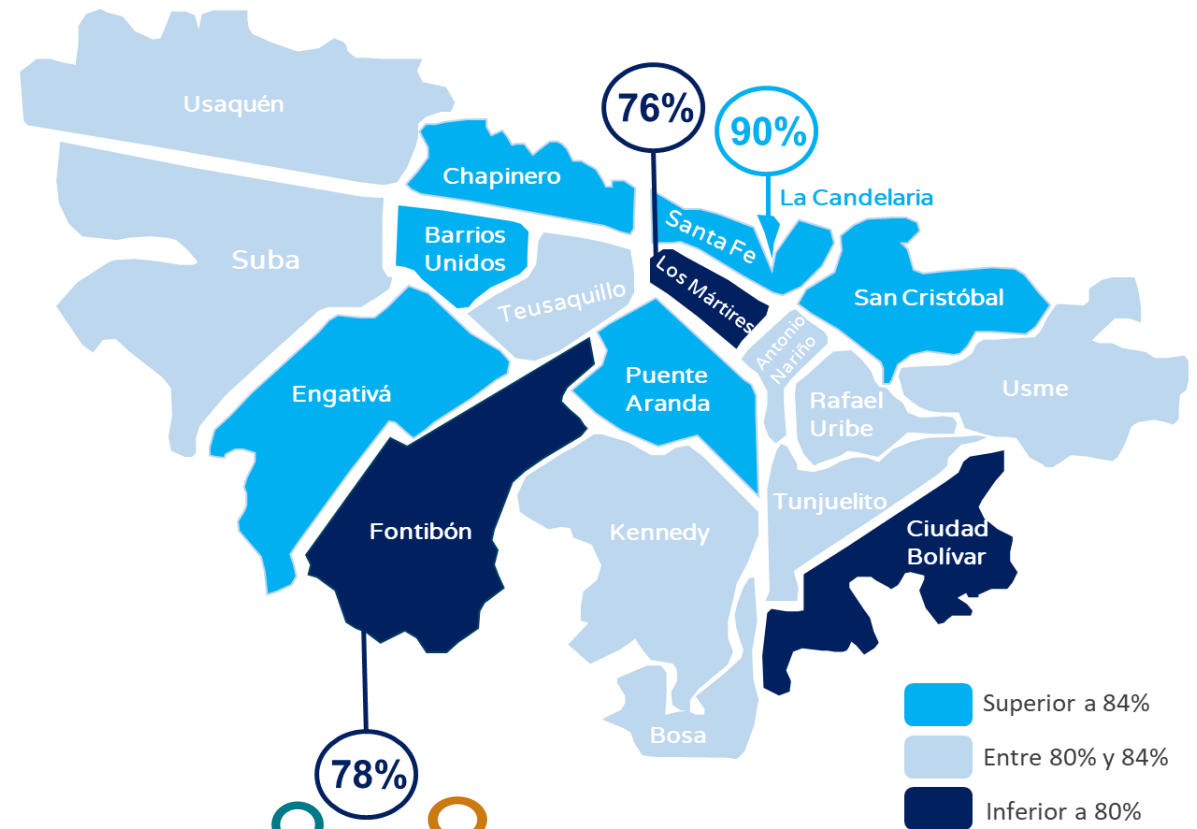 Usaquén
76%
90%
Chapinero
La Candelaria
Santa Fe
Barrios
Unidos
Suba
Los Mártires
Teusaquillo
San Cristóbal
Antonio
Nariño
Engativá
Puente
Aranda
Rafael
Uribe
Usme
Tunjuelito
Fontibón
Kennedy
Ciudad
Bolívar
Bosa
78%
Superior a 84%
Entre 80% y 84%
Inferior a 80%